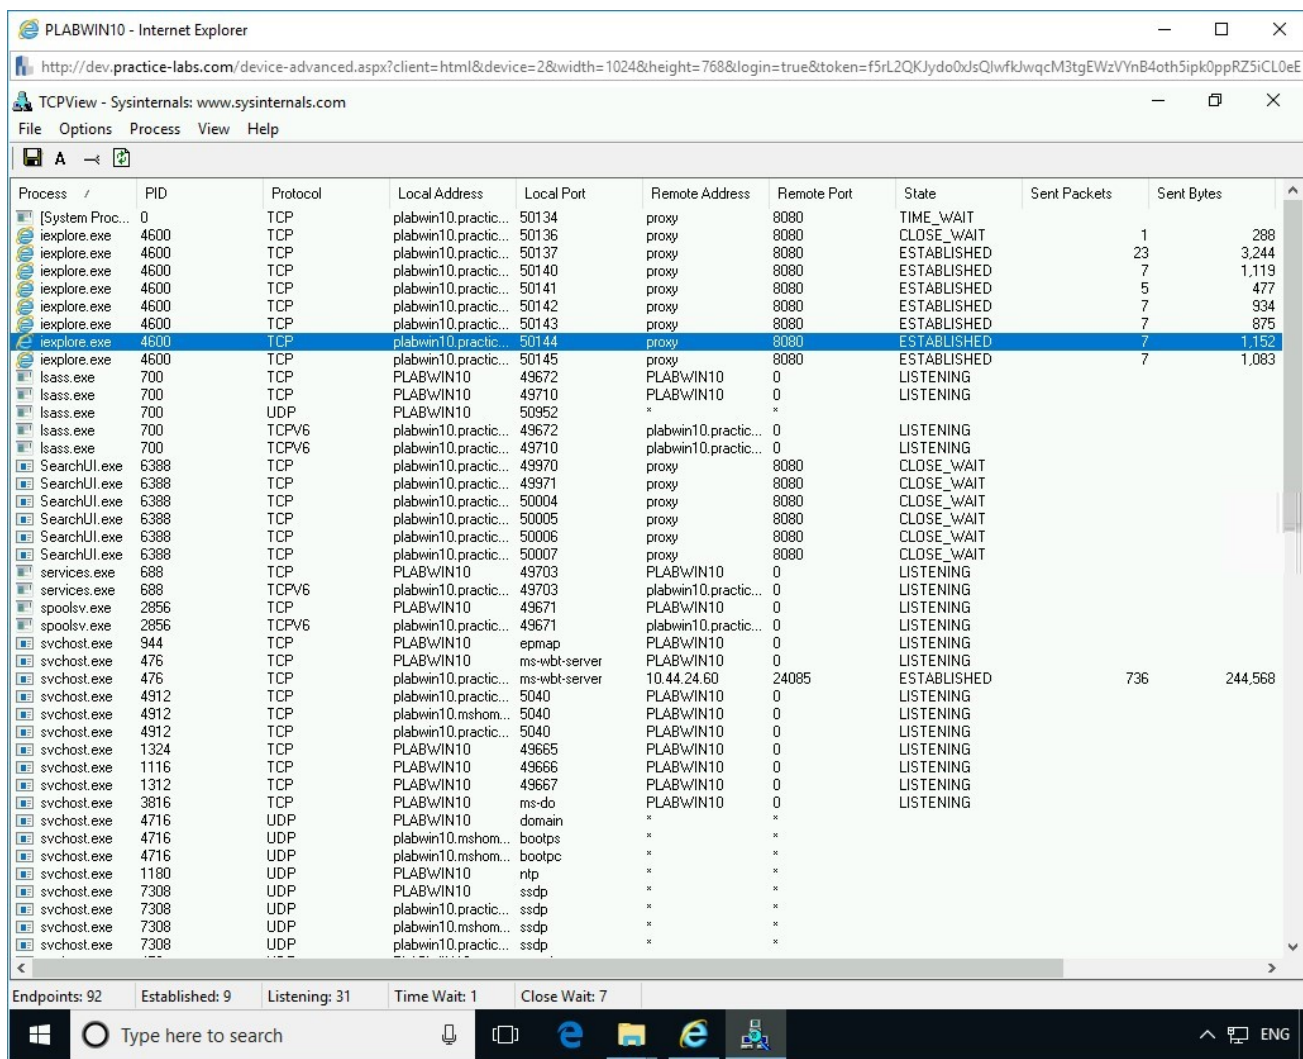 PLABWIN10 - Internet Explorer
http://dev.practice-labs.com/device-advanced.aspx?client=html&device=2&width=1024&height=768&login=true&token=f5rL2QKJydo0xJsQIwfkJwqcM3tgEWzVYnB4oth5ipk0ppRZ5iCL0eE
TCPView - Sysinternals: www.sysinternals.com
File Options Process View Help
A
Process / PID Protocol Local Address Local Port Remote Address Remote Port State Sent Packets Sent Bytes
[System Proc... 0 TCP plabwin10.practic... 50134 proxy 8080 TIME_WAIT
iexplore.exe 4600 TCP plabwin10.practic... 50136 proxy 8080 CLOSE_WAIT 1 288
iexplore.exe 4600 TCP plabwin10.practic... 50137 proxy 8080 ESTABLISHED 23 3,244
iexplore.exe 4600 TCP plabwin10.practic... 50140 proxy 8080 ESTABLISHED 7 1,119
iexplore.exe 4600 TCP plabwin10.practic... 50141 proxy 8080 ESTABLISHED 5 477
iexplore.exe 4600 TCP plabwin10.practic... 50142 proxy 8080 ESTABLISHED 7 934
iexplore.exe 4600 TCP plabwin10.practic... 50143 proxy 8080 ESTABLISHED 7 875
iexplore.exe 4600 TCP plabwin10.practic... 50144 proxy 8080 ESTABLISHED 7 1,152
iexplore.exe 4600 TCP plabwin10.practic... 50145 proxy 8080 ESTABLISHED 7 1,083
lsass.exe 700 TCP PLABWIN10 49672 PLABWIN10 0 LISTENING
lsass.exe 700 TCP PLABWIN10 49710 PLABWIN10 0 LISTENING
lsass.exe 700 UDP PLABWIN10 50952 * *
lsass.exe 700 TCPV6 plabwin10.practic... 49672 plabwin10.practic... 0 LISTENING
lsass.exe 700 TCPV6 plabwin10.practic... 49710 plabwin10.practic... 0 LISTENING
SearchUI.exe 6388 TCP plabwin10.practic... 49970 proxy 8080 CLOSE_WAIT
SearchUI.exe 6388 TCP plabwin10.practic... 49971 proxy 8080 CLOSE_WAIT
SearchUI.exe 6388 TCP plabwin10.practic... 50004 proxy 8080 CLOSE_WAIT
SearchUI.exe 6388 TCP plabwin10.practic... 50005 proxy 8080 CLOSE_WAIT
SearchUI.exe 6388 TCP plabwin10.practic... 50006 proxy 8080 CLOSE_WAIT
SearchUI.exe 6388 TCP plabwin10.practic... 50007 proxy 8080 CLOSE_WAIT
services.exe 688 TCP PLABWIN10 49703 PLABWIN10 0 LISTENING
services.exe 688 TCPV6 plabwin10.practic... 49703 plabwin10.practic... 0 LISTENING
spoolsv.exe 2856 TCP PLABWIN10 49671 PLABWIN10 0 LISTENING
spoolsv.exe 2856 TCPV6 plabwin10.practic... 49671 plabwin10.practic... 0 LISTENING
svchost.exe 944 TCP PLABWIN10 epmap PLABWIN10 0 LISTENING
svchost.exe 476 TCP PLABWIN10 ms-wbt-server PLABWIN10 0 LISTENING
svchost.exe 476 TCP plabwin10.practic... ms-wbt-server 10.44.24.60 24085 ESTABLISHED 736 244,568
svchost.exe 4912 TCP plabwin10.practic... 5040 PLABWIN10 0 LISTENING
svchost.exe 4912 TCP plabwin10.mshom... 5040 PLABWIN10 0 LISTENING
svchost.exe 4912 TCP plabwin10.practic... 5040 PLABWIN10 0 LISTENING
svchost.exe 1324 TCP PLABWIN10 49665 PLABWIN10 0 LISTENING
svchost.exe 1116 TCP PLABWIN10 49666 PLABWIN10 0 LISTENING
svchost.exe 1312 TCP PLABWIN10 49667 PLABWIN10 0 LISTENING
svchost.exe 3816 TCP PLABWIN10 ms-do PLABWIN10 0 LISTENING
svchost.exe 4716 UDP PLABWIN10 domain * *
svchost.exe 4716 UDP plabwin10.mshom... bootps * *
svchost.exe 4716 UDP plabwin10.mshom... bootpc * *
svchost.exe 1180 UDP PLABWIN10 ntp * *
svchost.exe 7308 UDP PLABWIN10 ssdp * *
svchost.exe 7308 UDP plabwin10.practic... ssdp * *
svchost.exe 7308 UDP plabwin10.mshom... ssdp * *
svchost.exe 7308 UDP plabwin10.practic... ssdp * *
Endpoints: 92 Established: 9 Listening: 31 Time Wait: 1 Close Wait: 7
Type here to search ENG